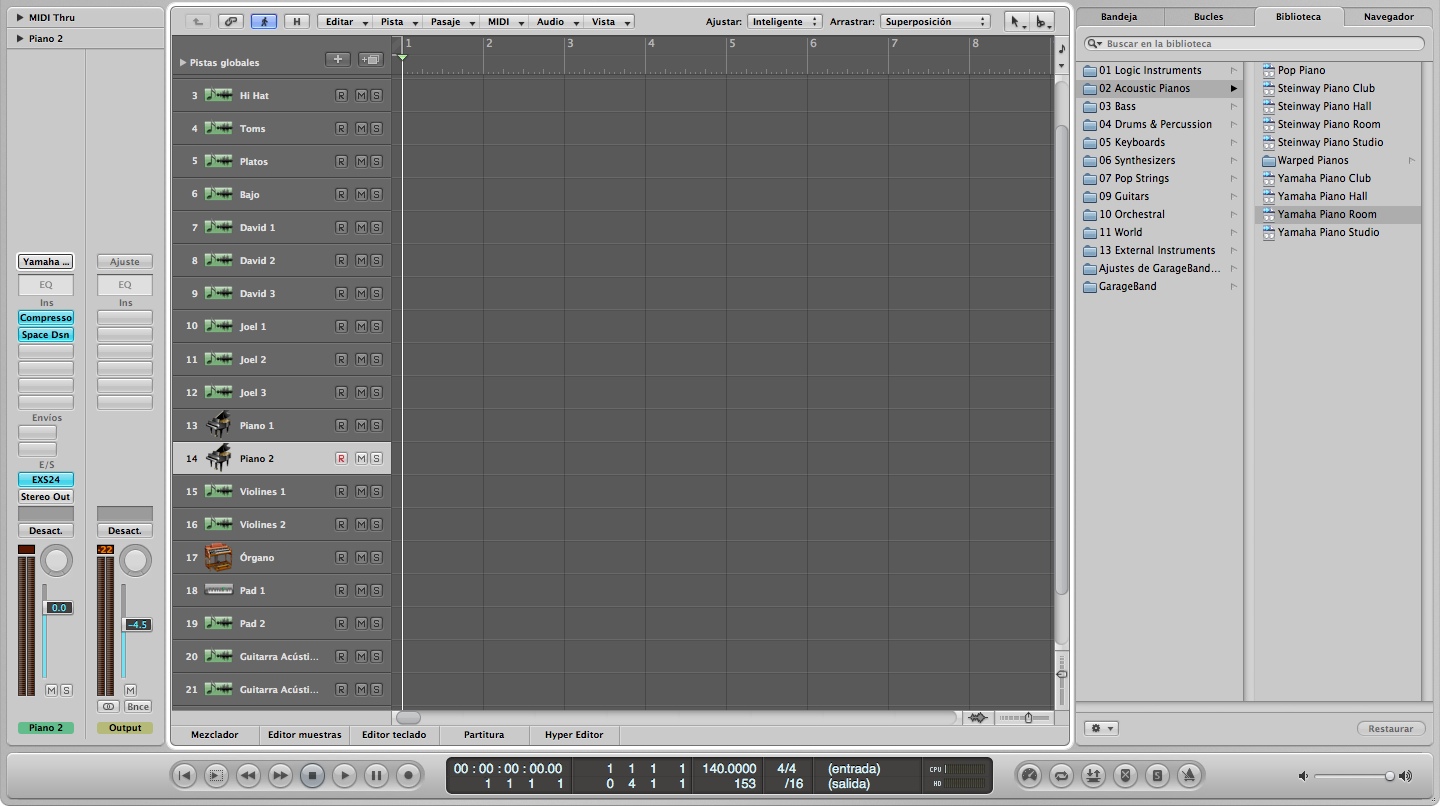 MIDI Thru
Piano 2
Yamaha ...
Ajuste
EQ
EQ
Ins
Ins
Compresso
Space Dsn
Envíos
E/S
EXS24
Stereo Out
Desact.
Desact.
-22
0.0
-4.5
M S
M
Bnce
Piano 2
Output
H
Editar Pista Pasaje MIDI Audio Vista
Ajustar: Inteligente Arrastrar: Superposición
Pistas globales
1 2 3 4 5 6 7 8
3 Hi Hat R M S
4 Toms R M S
5 Platos R M S
6 Bajo R M S
7 David 1 R M S
8 David 2 R M S
9 David 3 R M S
10 Joel 1 R M S
11 Joel 2 R M S
12 Joel 3 R M S
13 Piano 1 R M S
14 Piano 2 R M S
15 Violines 1 R M S
16 Violines 2 R M S
17 Órgano R M S
18 Pad 1 R M S
19 Pad 2 R M S
20 Guitarra Acústi... R M S
21 Guitarra Acústi... R M S
Mezclador Editor muestras Editor teclado Partitura Hyper Editor
Bandeja Bucles Biblioteca Navegador
Buscar en la biblioteca
01 Logic Instruments
02 Acoustic Pianos
03 Bass
04 Drums & Percussion
05 Keyboards
06 Synthesizers
07 Pop Strings
09 Guitars
10 Orchestral
11 World
13 External Instruments
Ajustes de GarageBand...
GarageBand
Pop Piano
Steinway Piano Club
Steinway Piano Hall
Steinway Piano Room
Steinway Piano Studio
Warped Pianos
Yamaha Piano Club
Yamaha Piano Hall
Yamaha Piano Room
Yamaha Piano Studio
Restaurar
00 : 00 : 00 : 00.00 1 1 1 1 140.0000 4/4 (entrada) CPU
1 1 1 1 0 4 1 1 153 /16 (salida) HD
S